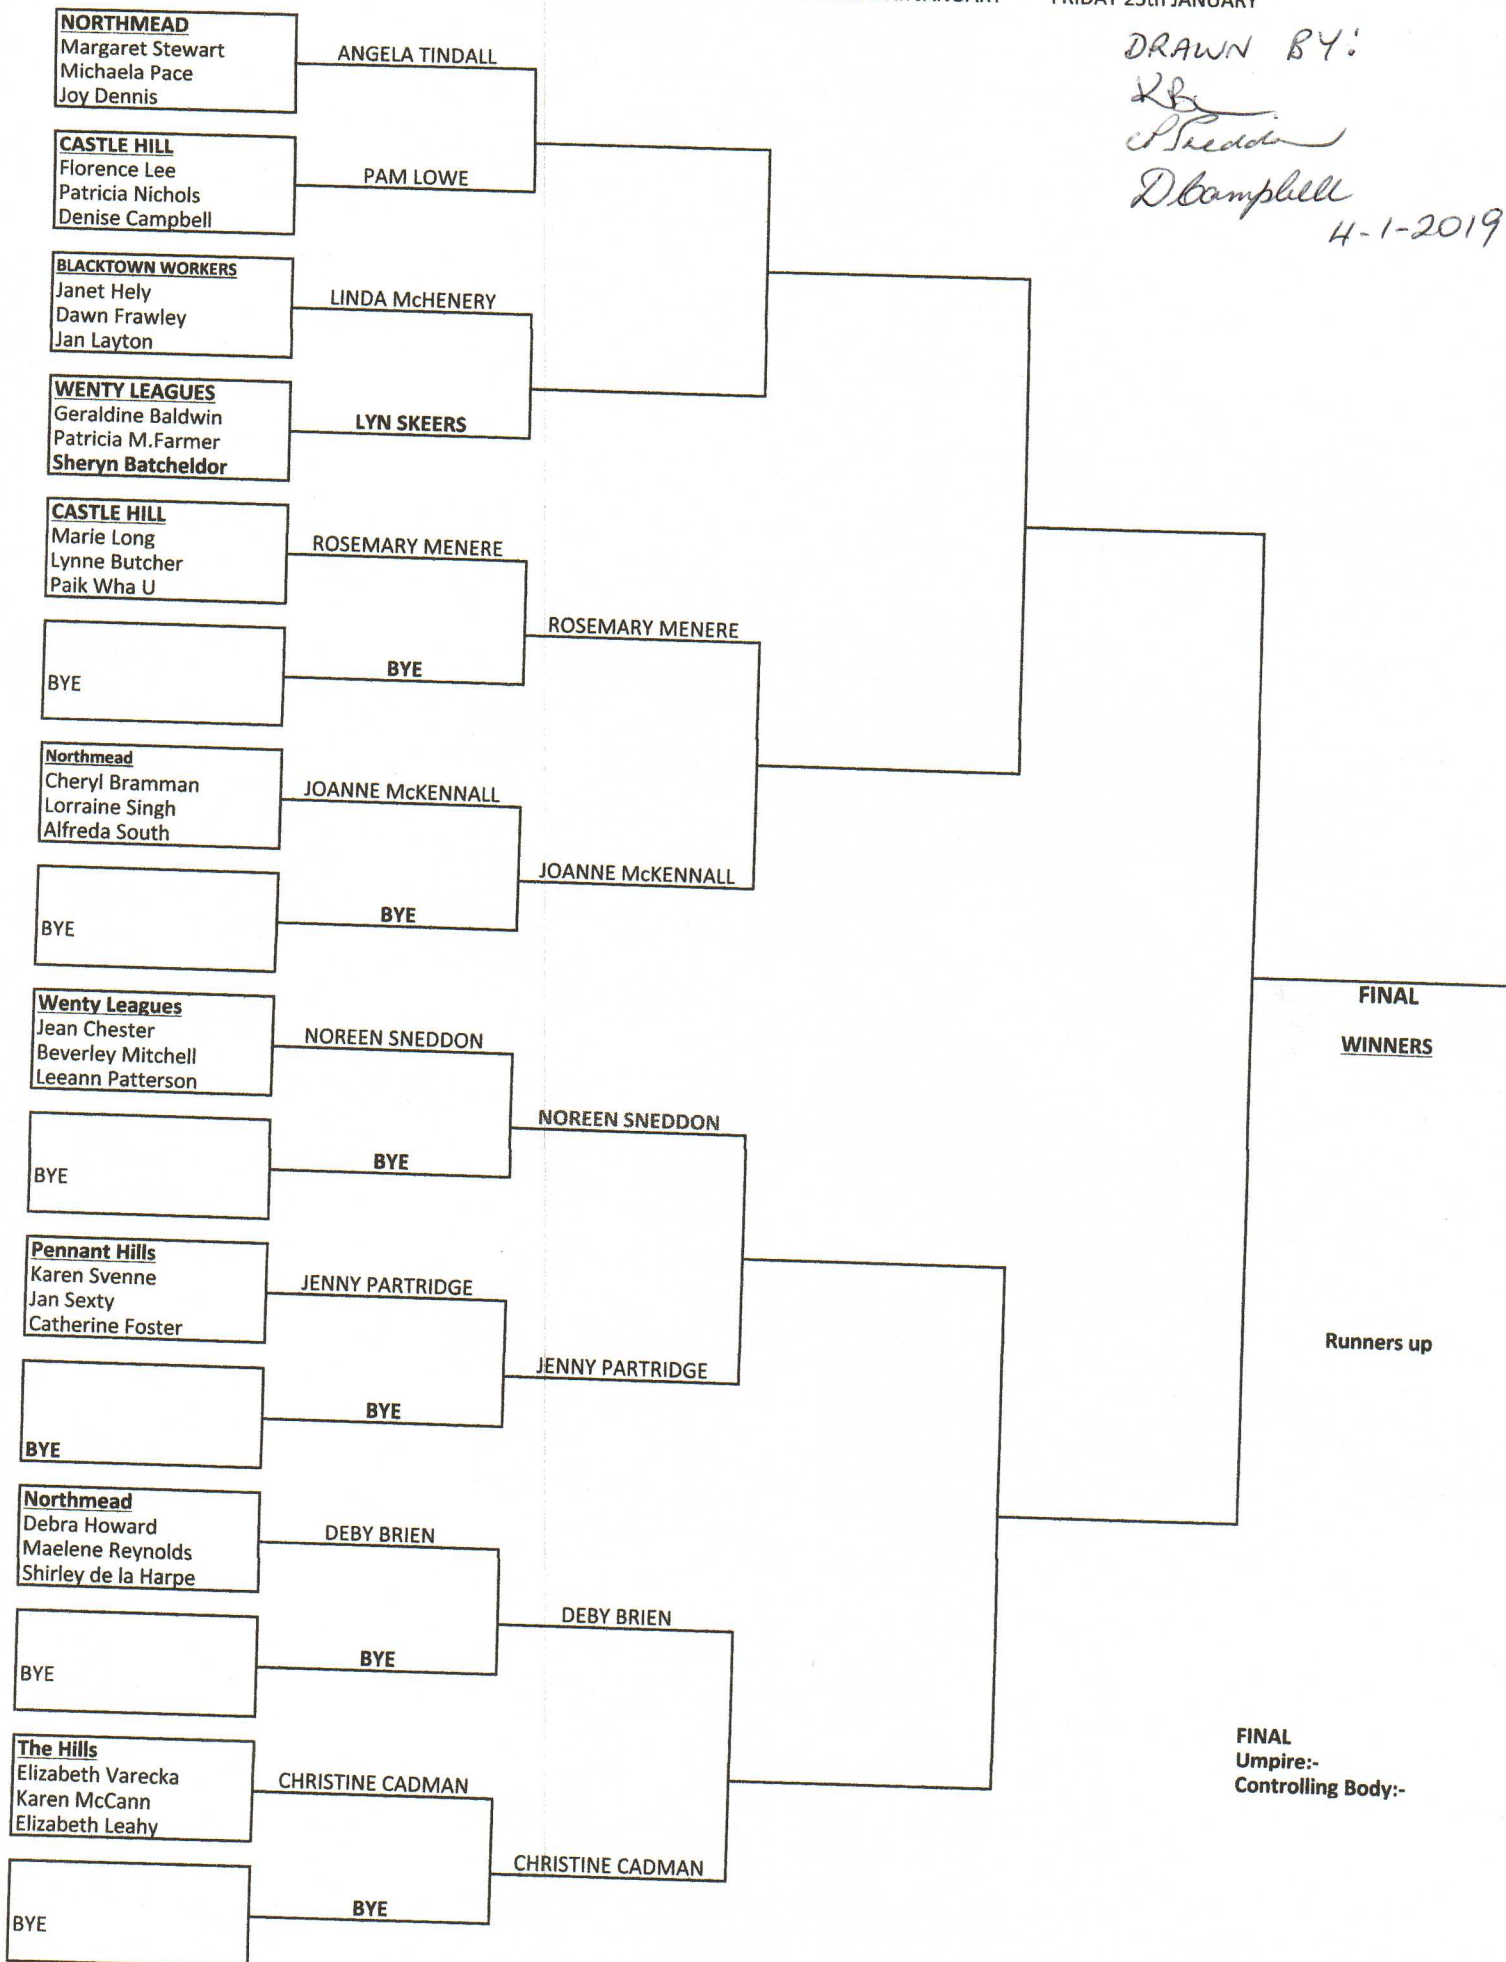 JANUARY FRIDAY 25th JANUARY
DRAWN BY:
DCampbell
4-1-2019
NORTHMEAD
Margaret Stewart
Michaela Pace
Joy Dennis
ANGELA TINDALL
CASTLE HILL
Florence Lee
Patricia Nichols
Denise Campbell
PAM LOWE
BLACKTOWN WORKERS
Janet Hely
Dawn Frawley
Jan Layton
LINDA McHENERY
WENTY LEAGUES
Geraldine Baldwin
Patricia M.Farmer
Sheryn Batcheldor
LYN SKEERS
CASTLE HILL
Marie Long
Lynne Butcher
Paik Wha U
ROSEMARY MENERE
ROSEMARY MENERE
BYE
BYE
Northmead
Cheryl Bramman
Lorraine Singh
Alfreda South
JOANNE McKENNALL
JOANNE McKENNALL
BYE
BYE
Wenty Leagues
Jean Chester
Beverley Mitchell
Leeann Patterson
NOREEN SNEDDON
FINAL
WINNERS
NOREEN SNEDDON
BYE
BYE
Pennant Hills
Karen Svenne
Jan Sexty
Catherine Foster
JENNY PARTRIDGE
Runners up
JENNY PARTRIDGE
BYE
BYE
Northmead
Debra Howard
Maelene Reynolds
Shirley de la Harpe
DEBY BRIEN
DEBY BRIEN
BYE
BYE
The Hills
Elizabeth Varecka
Karen McCann
Elizabeth Leahy
CHRISTINE CADMAN
FINAL
Umpire:-
Controlling Body:-
CHRISTINE CADMAN
BYE
BYE